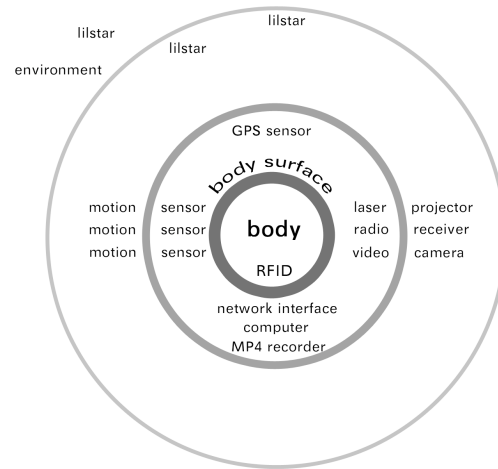 lilstar
lilstar
lilstar
environment
GPS sensor
body surface
motion sensor
motion sensor
motion sensor
body
RFID
laser projector
radio receiver
video camera
network interface
computer
MP4 recorder